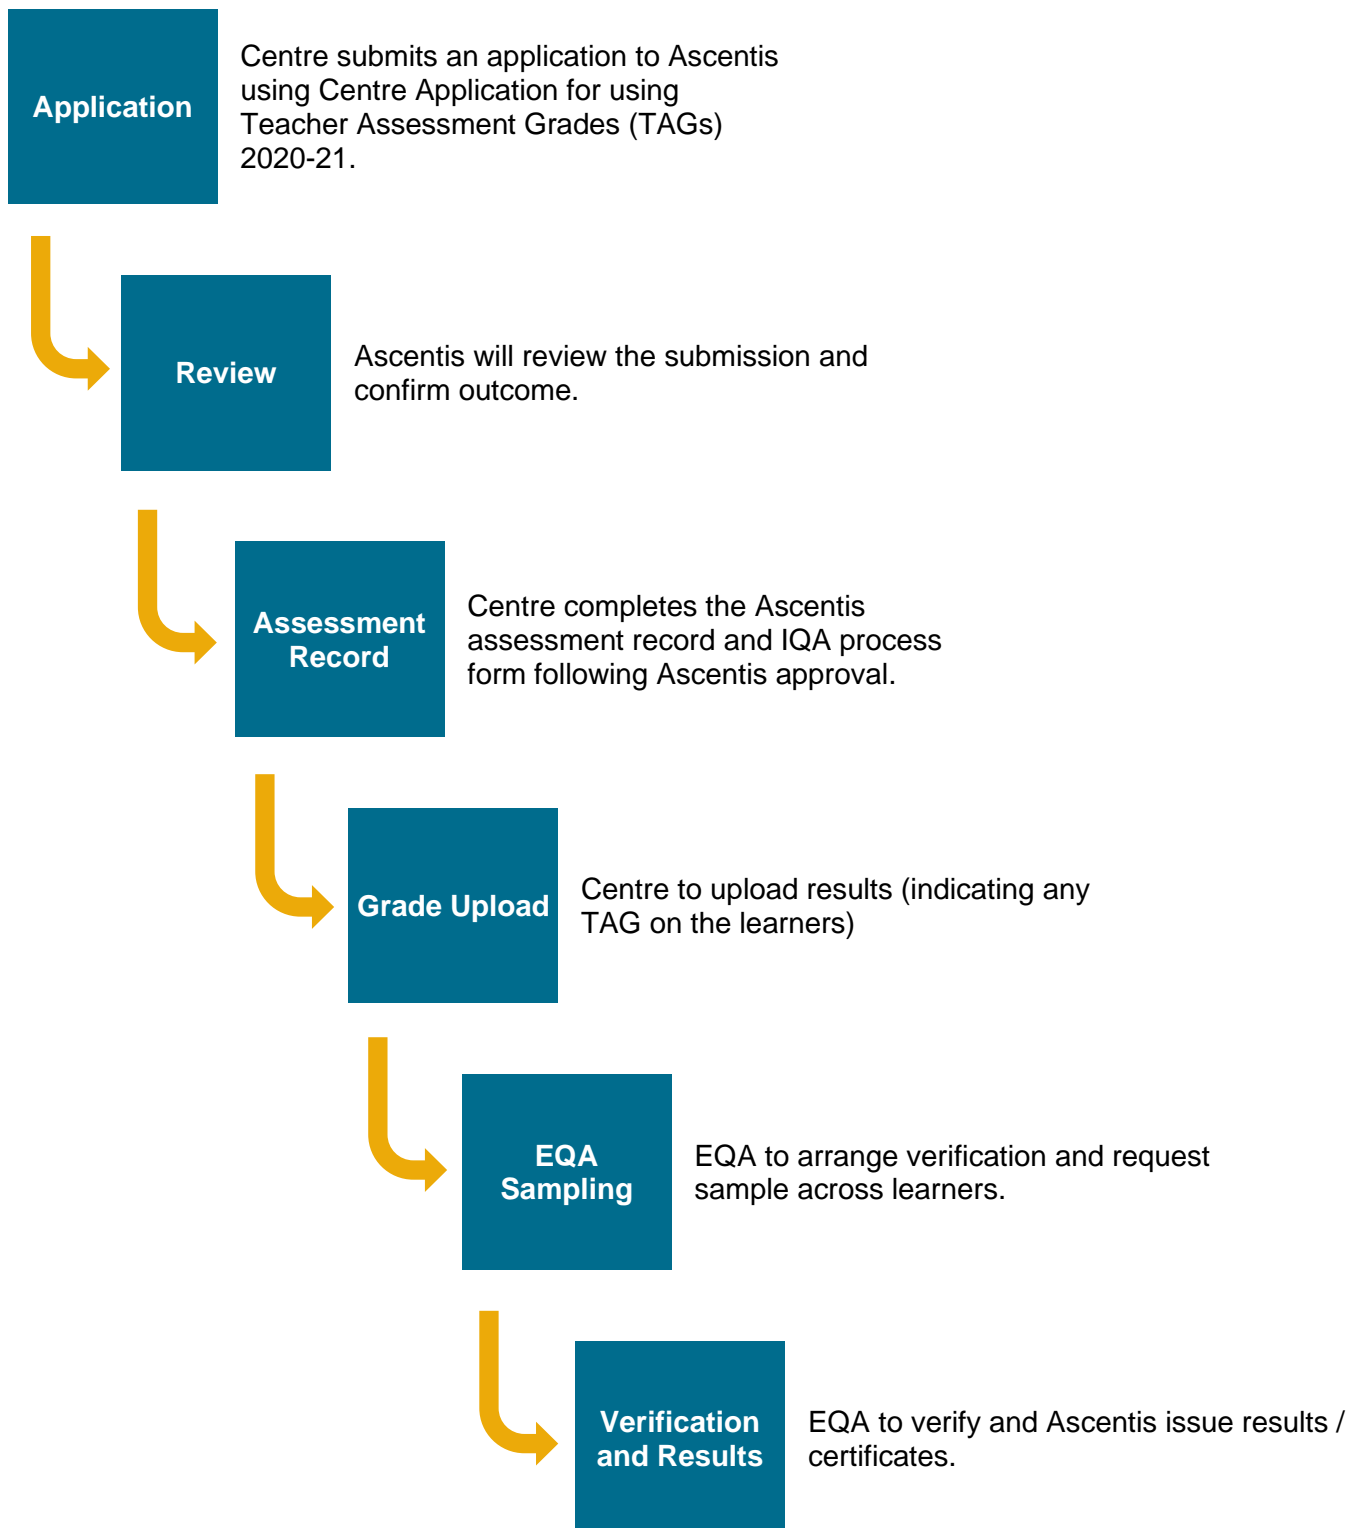 Application
Centre submits an application to Ascentis
using Centre Application for using
Teacher Assessment Grades (TAGs)
2020-21.
Review
Ascentis will review the submission and
confirm outcome.
Assessment
Record
Centre completes the Ascentis
assessment record and IQA process
form following Ascentis approval.
Grade Upload
Centre to upload results (indicating any
TAG on the learners)
EQA
Sampling
EQA to arrange verification and request
sample across learners.
Verification
and Results
EQA to verify and Ascentis issue results /
certificates.